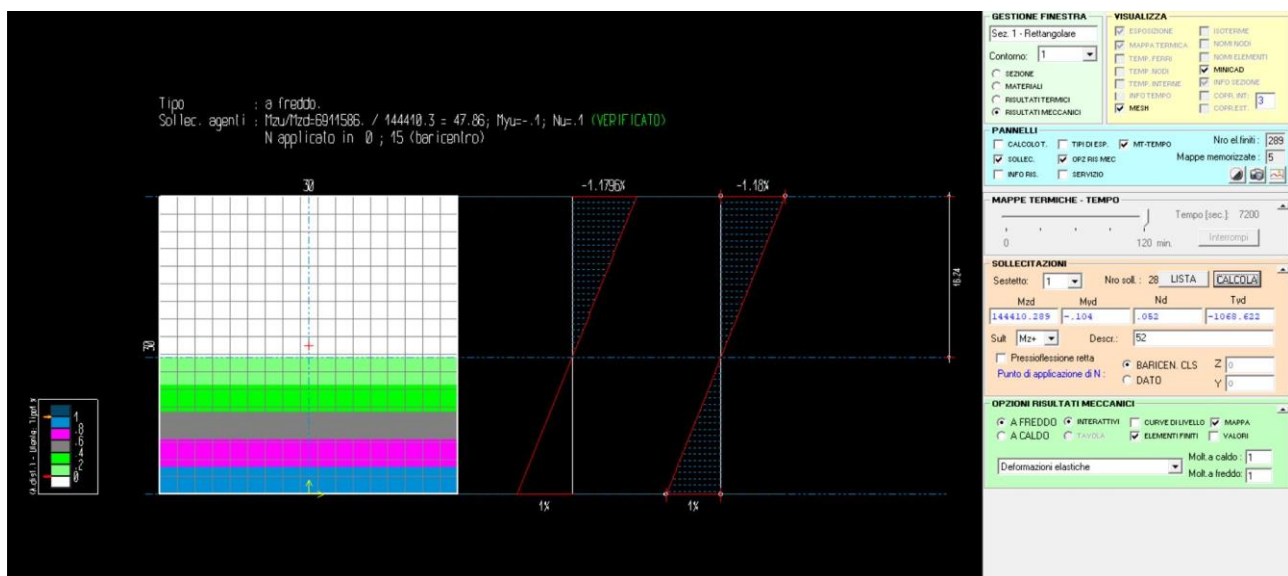 Tipo : a freddo.
Sollec. agenti : Mzu/Mzd=6911586. / 144410.3 = 47.86; Myu=-.1; Nu=.1 (VERIFICATO)
N applicato in 0 ; 15 (baricentro)
30
-1.1796%
-1.18%
16.24
30
1%
1%
1
.8
.6
.4
.2
0
GESTIONE FINESTRA
Sez. 1 - Rettangolare
Contorno: 1
SEZIONE
MATERIALI
RISULTATI TERMICI
RISULTATI MECCANICI
VISUALIZZA
ESPOSIZIONE
MAPPA TERMICA
TEMP. FERRI
TEMP. NODI
TEMP. INTERNE
INFO TEMPO
MESH
ISOTERME
NOMI NODI
NOMI ELEMENTI
MINICAD
INFO SEZIONE
COPR. INT.: 3
COPR.EST.:
PANNELLI
CALCOLO T. TIPI DI ESP. MT-TEMPO Nro el.finiti : 289
SOLLEC. OPZ RIS MEC Mappe memorizzate : 5
INFO RIS. SERVIZIO
MAPPE TERMICHE - TEMPO
Tempo [sec.]: 7200
0 120 min. Interrompi
SOLLECITAZIONI
Sestetto: 1 Nro soll. : 28 LISTA CALCOLA
Mzd Myd Nd Tyd
144410.289 -.104 .052 -1068.622
Sult Mz+ Descr.: 52
Pressioflessione retta
Punto di applicazione di N :
BARICEN. CLS Z 0
DATO Y 0
OPZIONI RISULTATI MECCANICI
A FREDDO INTERATTIVI CURVE DI LIVELLO MAPPA
A CALDO TAVOLA ELEMENTI FINITI VALORI
Deformazioni elastiche
Molt.a caldo : 1
Molt.a freddo: 1